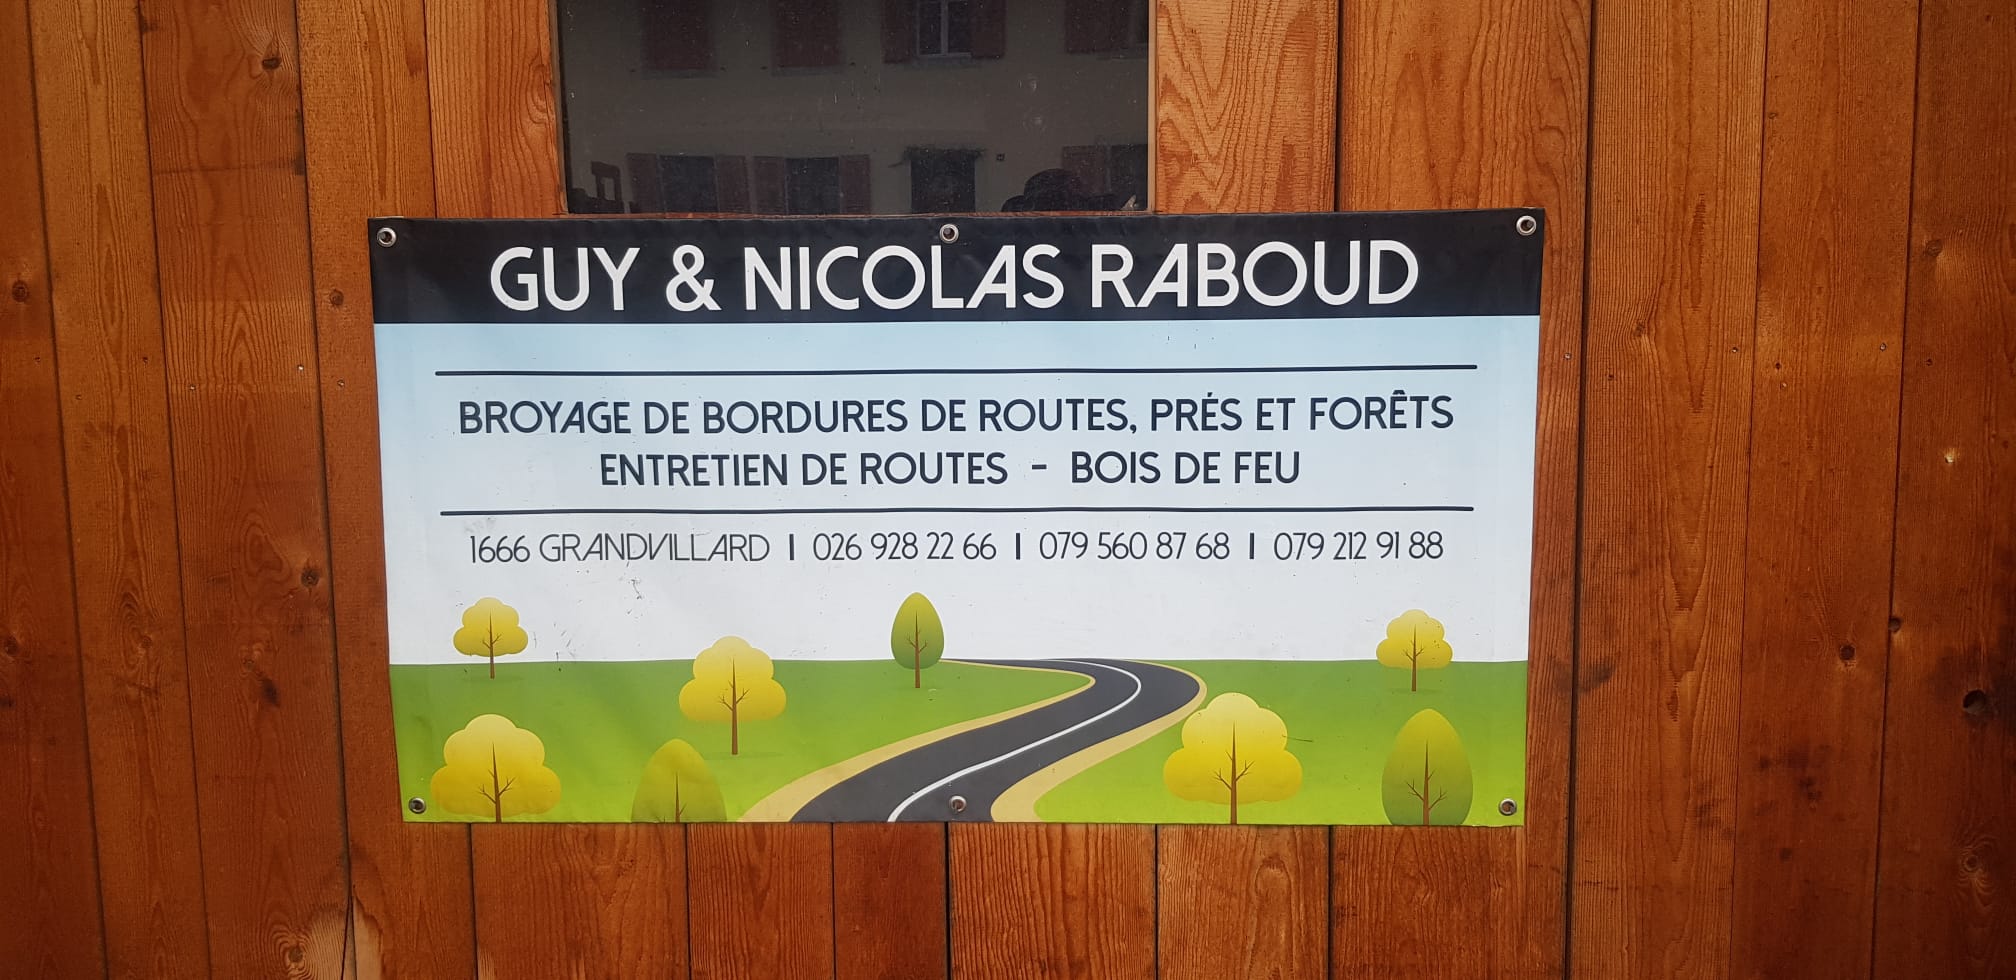 GUY & NICOLAS RABOUD
BROYAGE DE BORDURES DE ROUTES, PRÉS ET FORÊTS
ENTRETIEN DE ROUTES - BOIS DE FEU
1666 GRANDVILLARD | 026 928 22 66 | 079 560 87 68 | 079 212 91 88